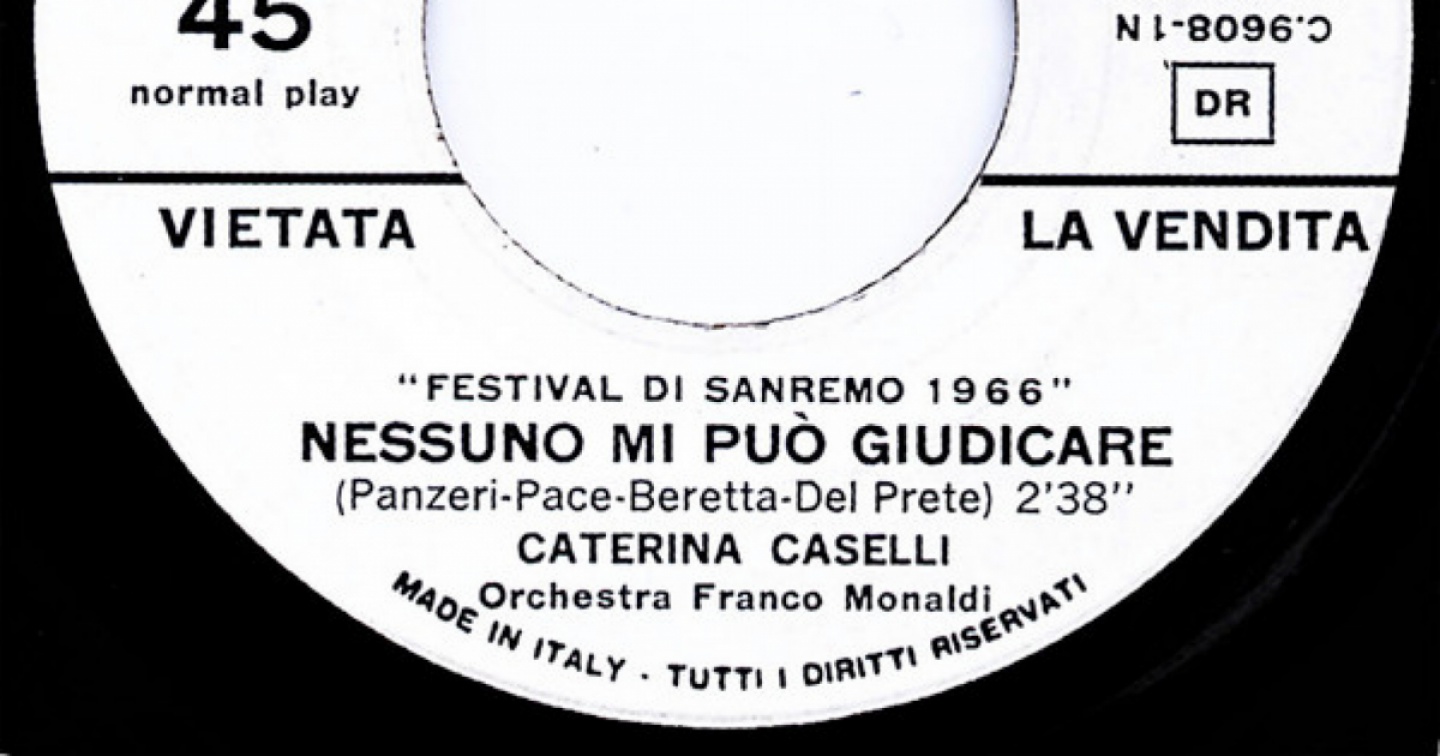 45
normal play
C.9608-1N
DR
VIETATA
LA VENDITA
"FESTIVAL DI SANREMO 1966"
NESSUNO MI PUÒ GIUDICARE
(Panzeri-Pace-Beretta-Del Prete) 2'38''
CATERINA CASELLI
Orchestra Franco Monaldi
MADE IN ITALY · TUTTI I DIRITTI RISERVATI